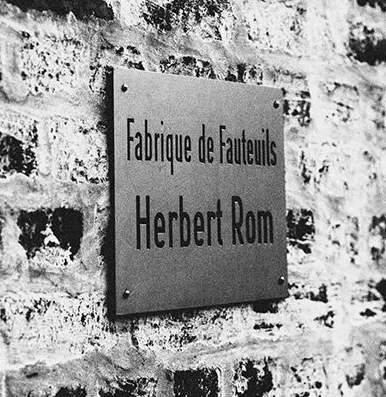 Fabrique de Fauteuils
Herbert Rom